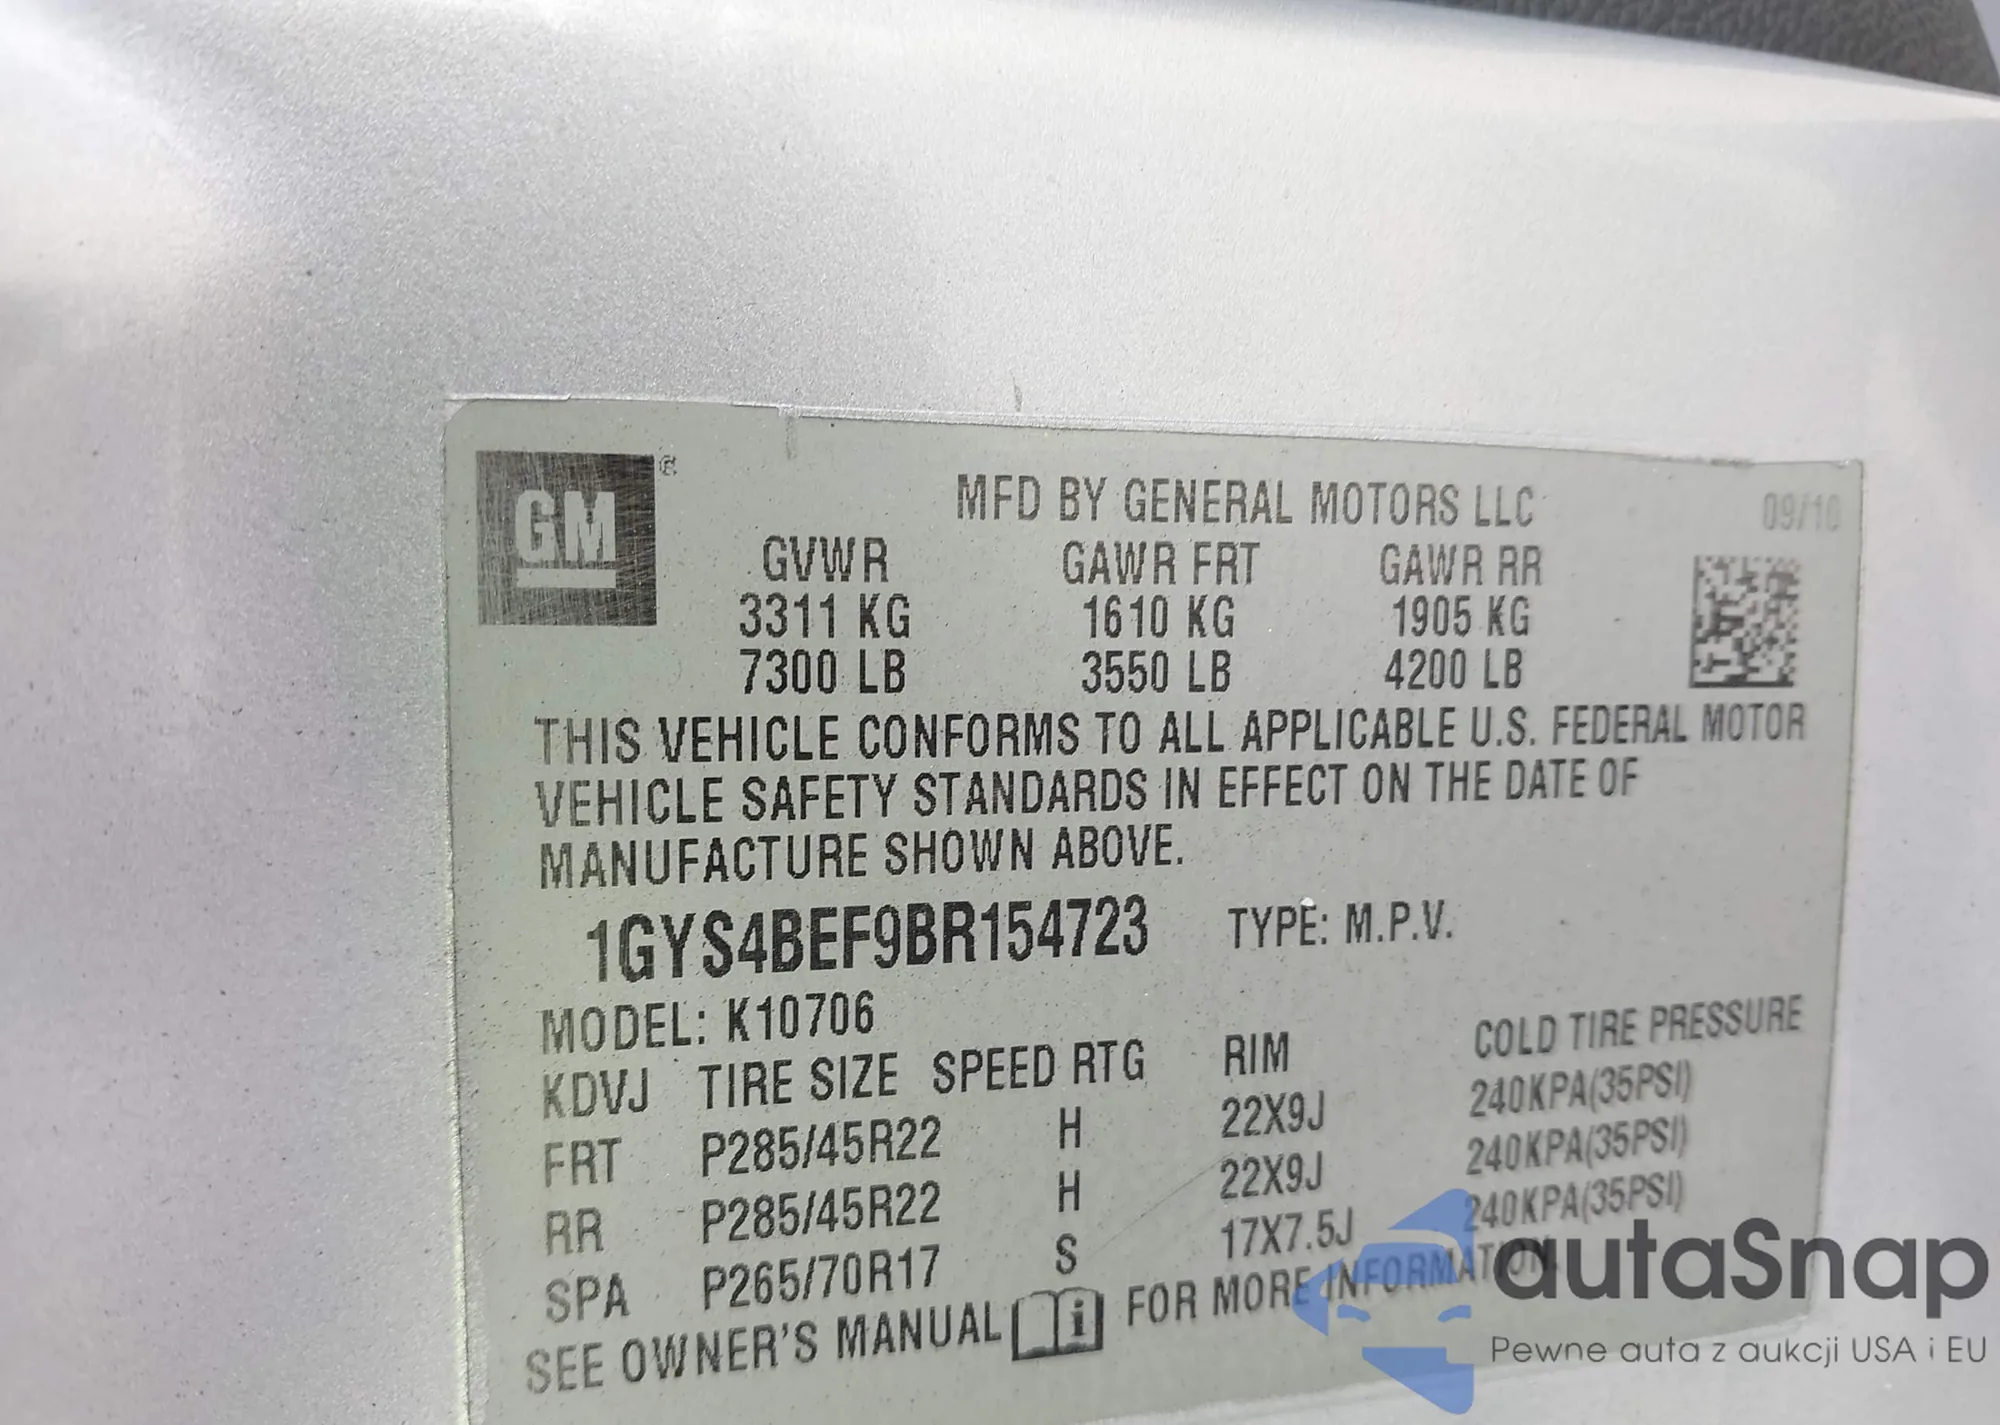 GM ®
MFD BY GENERAL MOTORS LLC 09/10
GVWR GAWR FRT GAWR RR
3311 KG 1610 KG 1905 KG
7300 LB 3550 LB 4200 LB
THIS VEHICLE CONFORMS TO ALL APPLICABLE U.S. FEDERAL MOTOR
VEHICLE SAFETY STANDARDS IN EFFECT ON THE DATE OF
MANUFACTURE SHOWN ABOVE.
1GYS4BEF9BR154723 TYPE: M.P.V.
MODEL: K10706
KDVJ TIRE SIZE SPEED RTG RIM COLD TIRE PRESSURE
FRT P285/45R22 H 22X9J 240KPA(35PSI)
RR P285/45R22 H 22X9J 240KPA(35PSI)
SPA P265/70R17 S 17X7.5J 240KPA(35PSI)
SEE OWNER'S MANUAL i FOR MORE INFORMATION.
autaSnap
Pewne auta z aukcji USA i EU